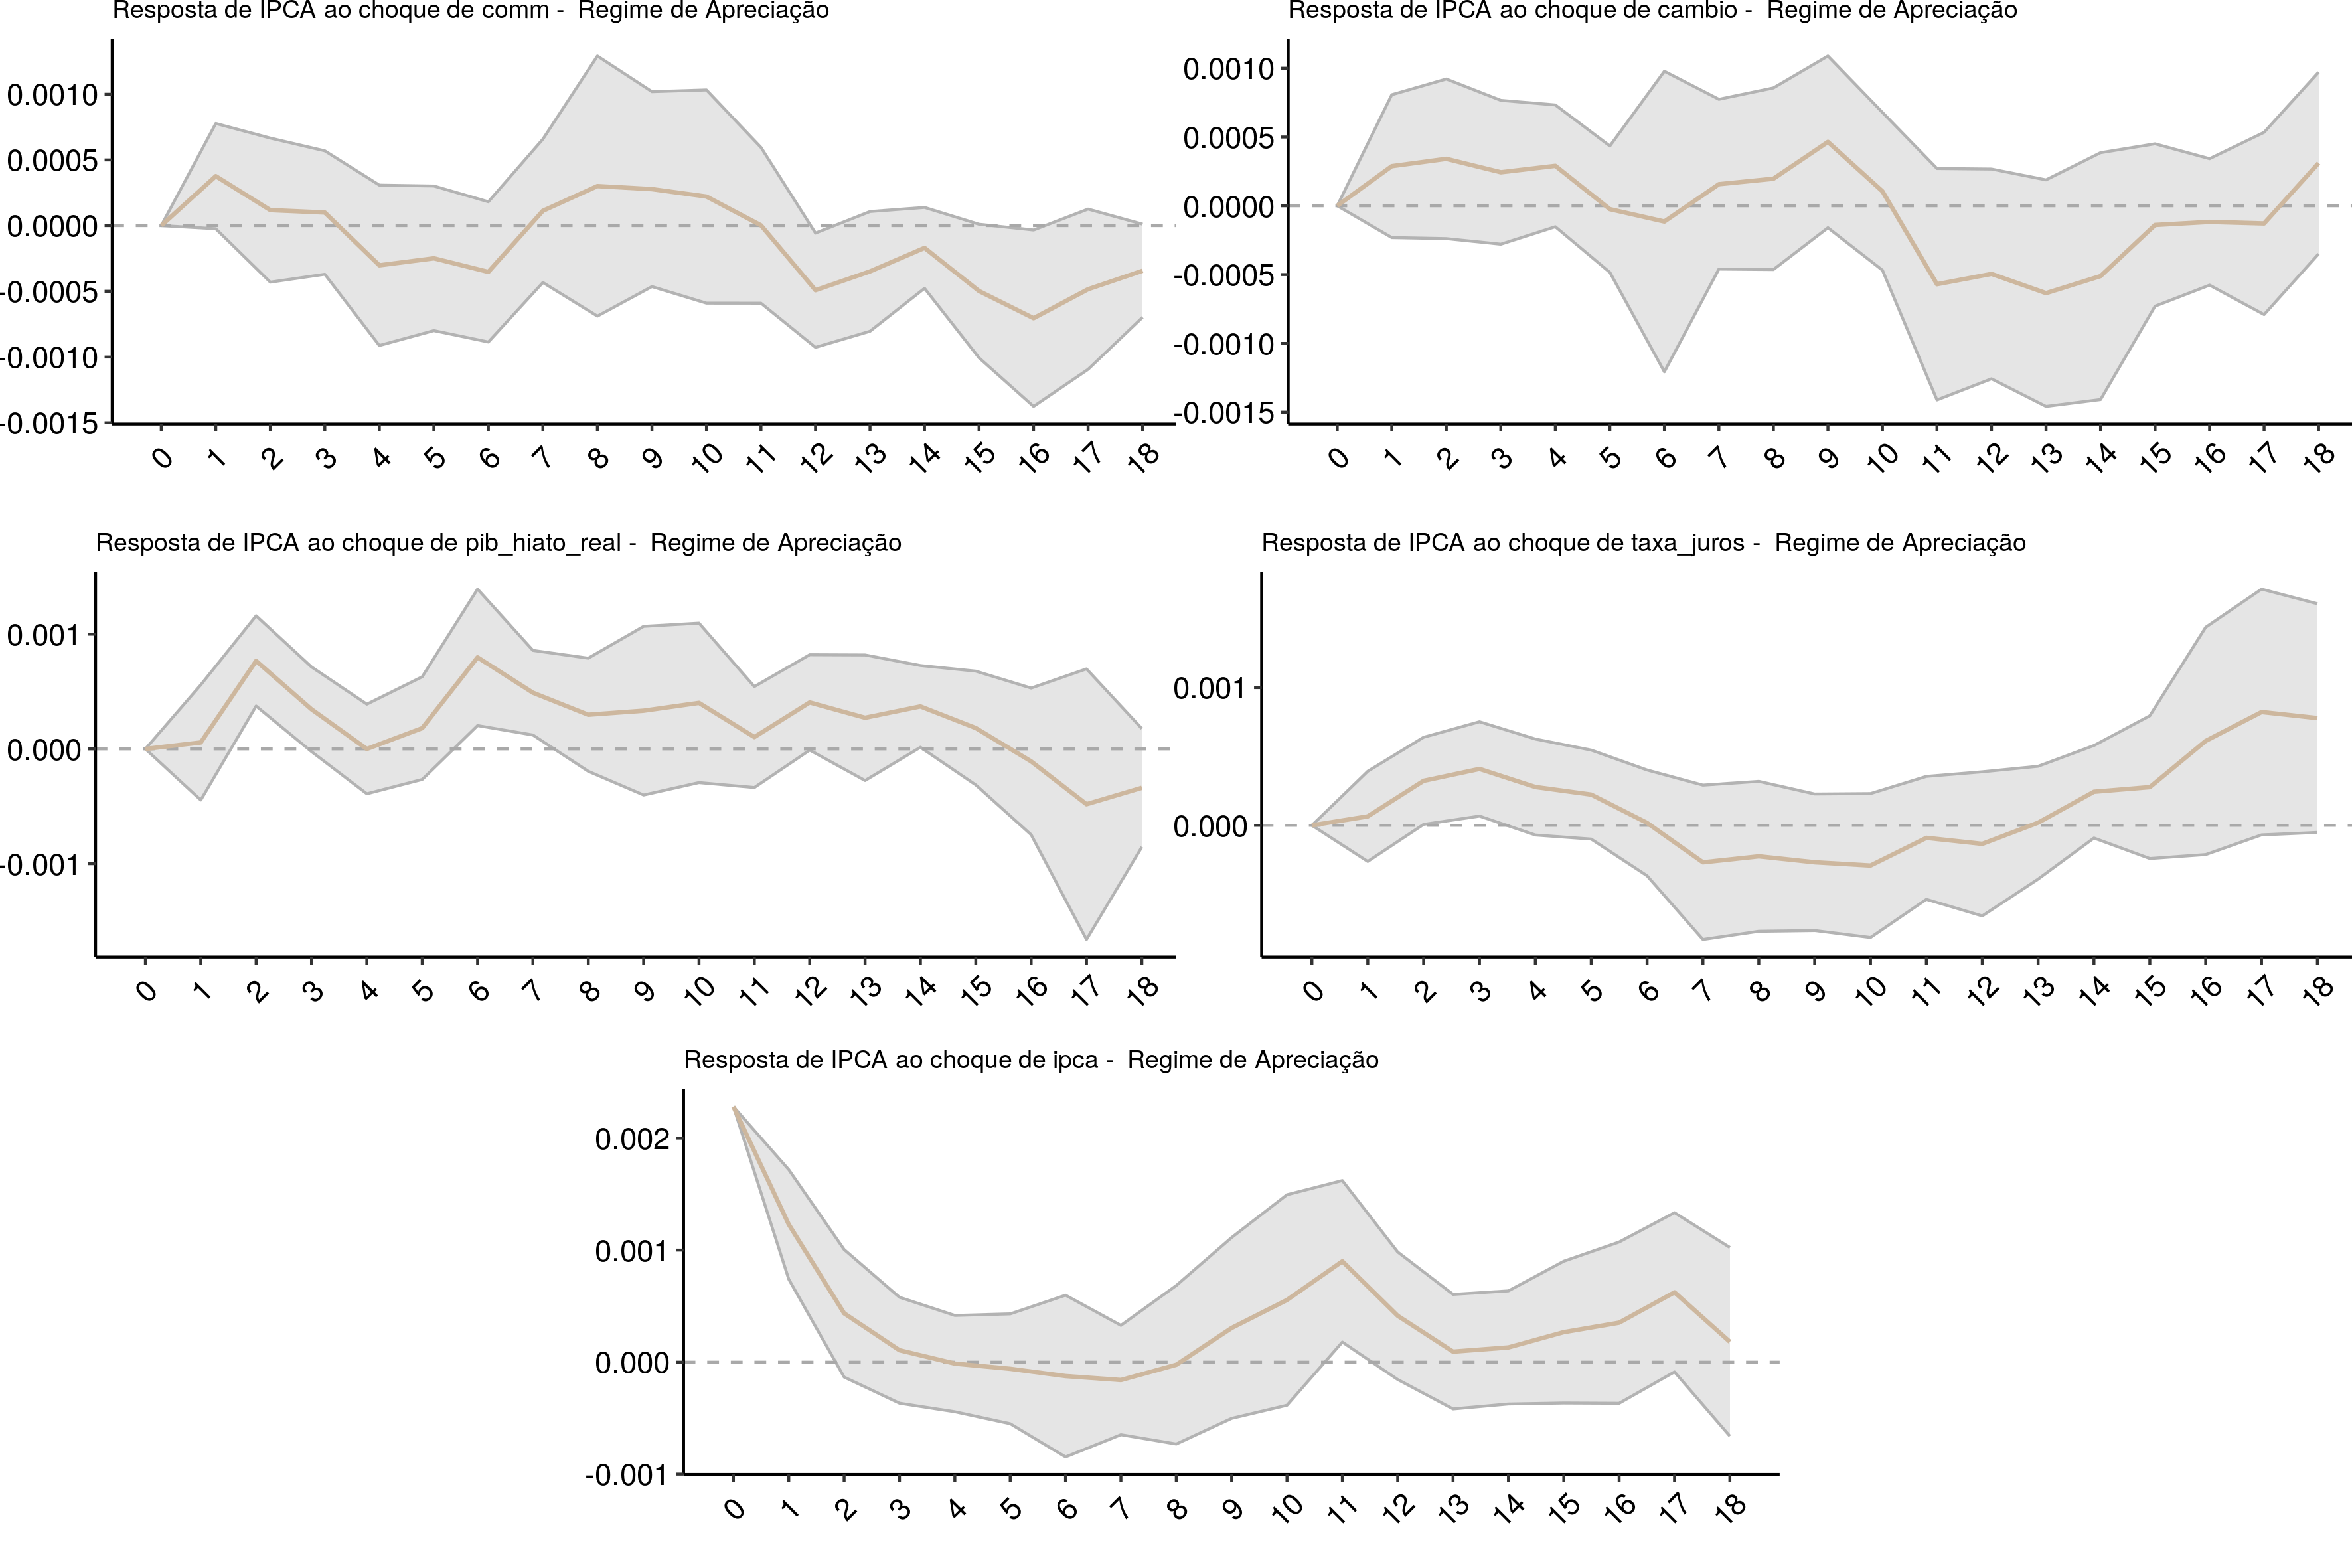 Resposta de IPCA ao choque de comm - Regime de Apreciação
0.0010
0.0005
0.0000
-0.0005
-0.0010
-0.0015
0 1 2 3 4 5 6 7 8 9 10 11 12 13 14 15 16 17 18
Resposta de IPCA ao choque de cambio - Regime de Apreciação
0.0010
0.0005
0.0000
-0.0005
-0.0010
-0.0015
0 1 2 3 4 5 6 7 8 9 10 11 12 13 14 15 16 17 18
Resposta de IPCA ao choque de pib_hiato_real - Regime de Apreciação
0.001
0.000
-0.001
0 1 2 3 4 5 6 7 8 9 10 11 12 13 14 15 16 17 18
Resposta de IPCA ao choque de taxa_juros - Regime de Apreciação
0.001
0.000
0 1 2 3 4 5 6 7 8 9 10 11 12 13 14 15 16 17 18
Resposta de IPCA ao choque de ipca - Regime de Apreciação
0.002
0.001
0.000
-0.001
0 1 2 3 4 5 6 7 8 9 10 11 12 13 14 15 16 17 18